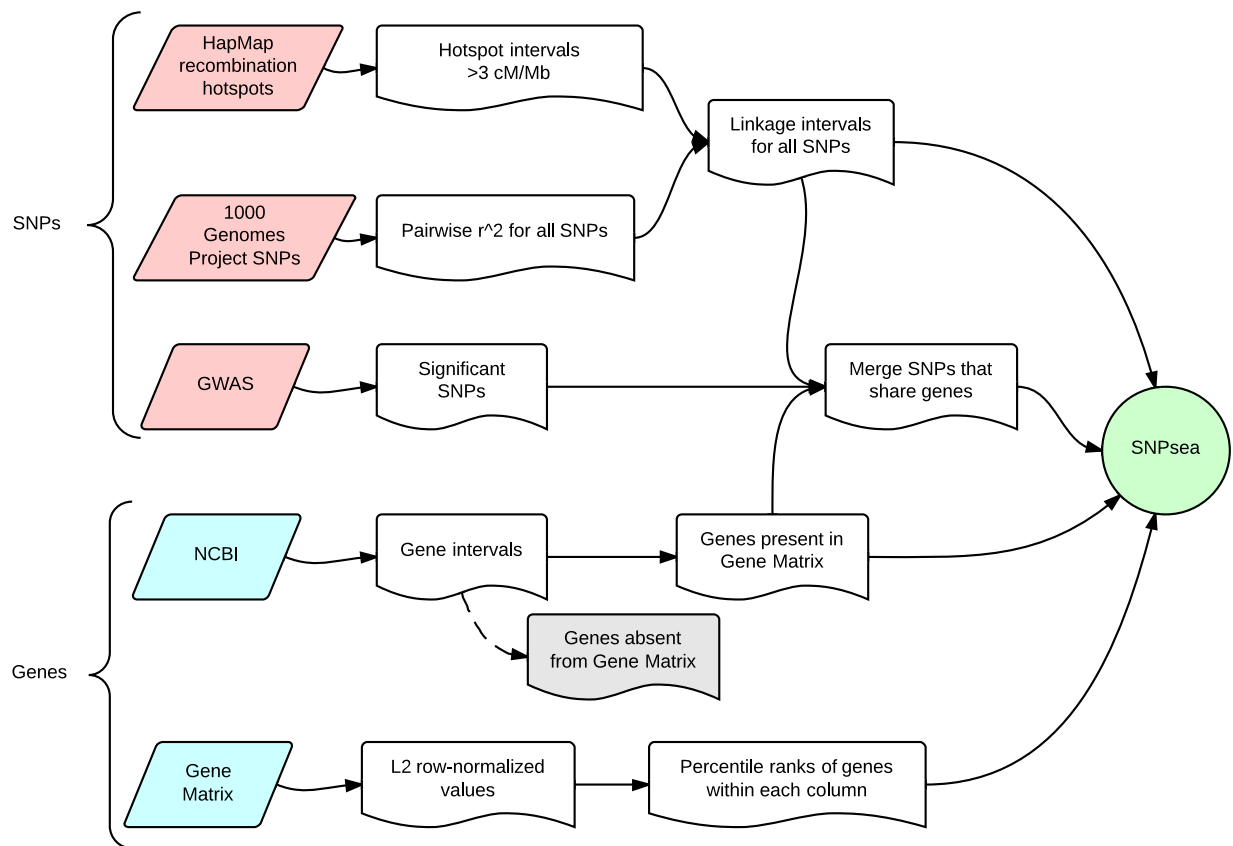 SNPs
HapMap
recombination
hotspots
Hotspot intervals
>3 cM/Mb
Linkage intervals
for all SNPs
1000
Genomes
Project SNPs
Pairwise r^2 for all SNPs
GWAS
Significant
SNPs
Merge SNPs that
share genes
SNPsea
Genes
NCBI
Gene intervals
Genes present in
Gene Matrix
Genes absent
from Gene Matrix
Gene
Matrix
L2 row-normalized
values
Percentile ranks of genes
within each column